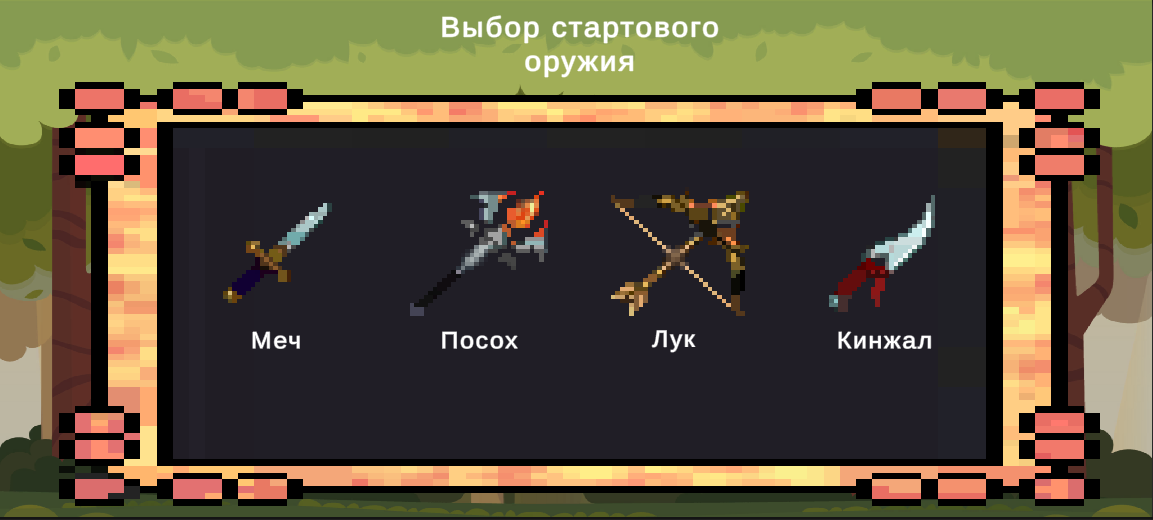 Выбор стартового
оружия
Меч
Посох
Лук
Кинжал